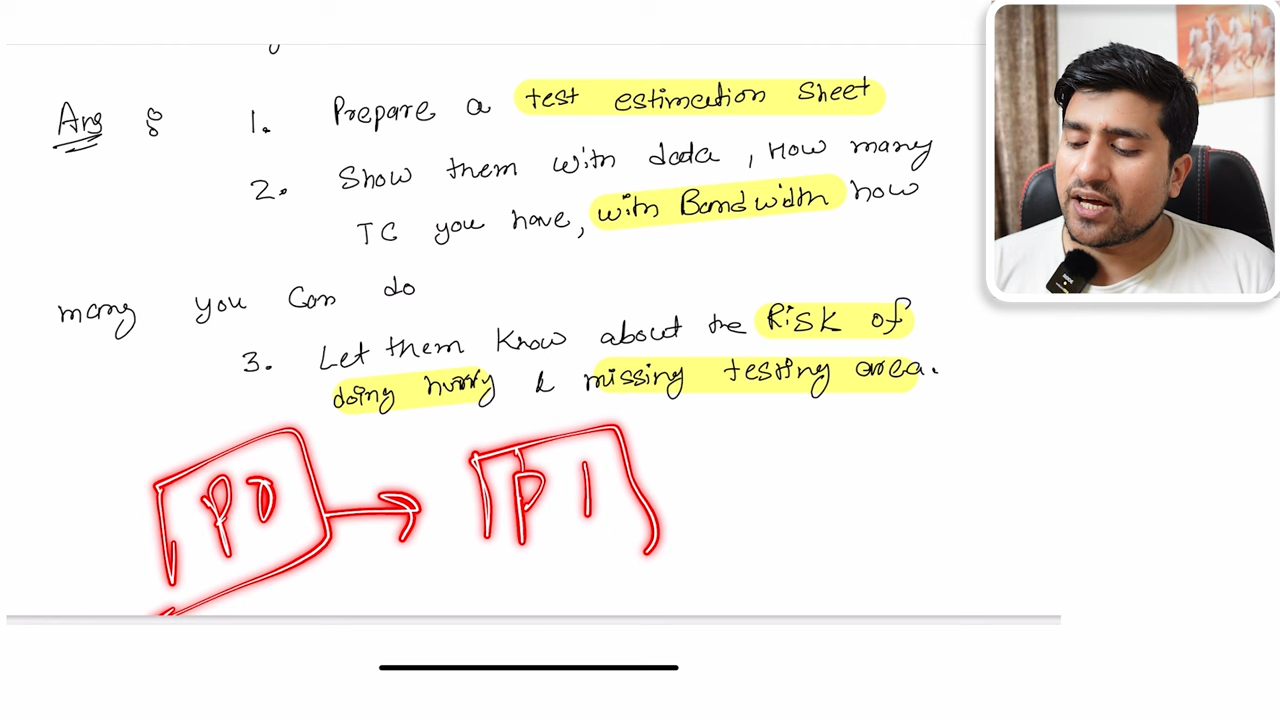 Ans : 1. Prepare a test estimation sheet
2. Show them with data, How many
TC you have, with Bandwidth how
many you can do
3. Let them know about the Risk of
doing hurry & missing testing area.
P0 → P1